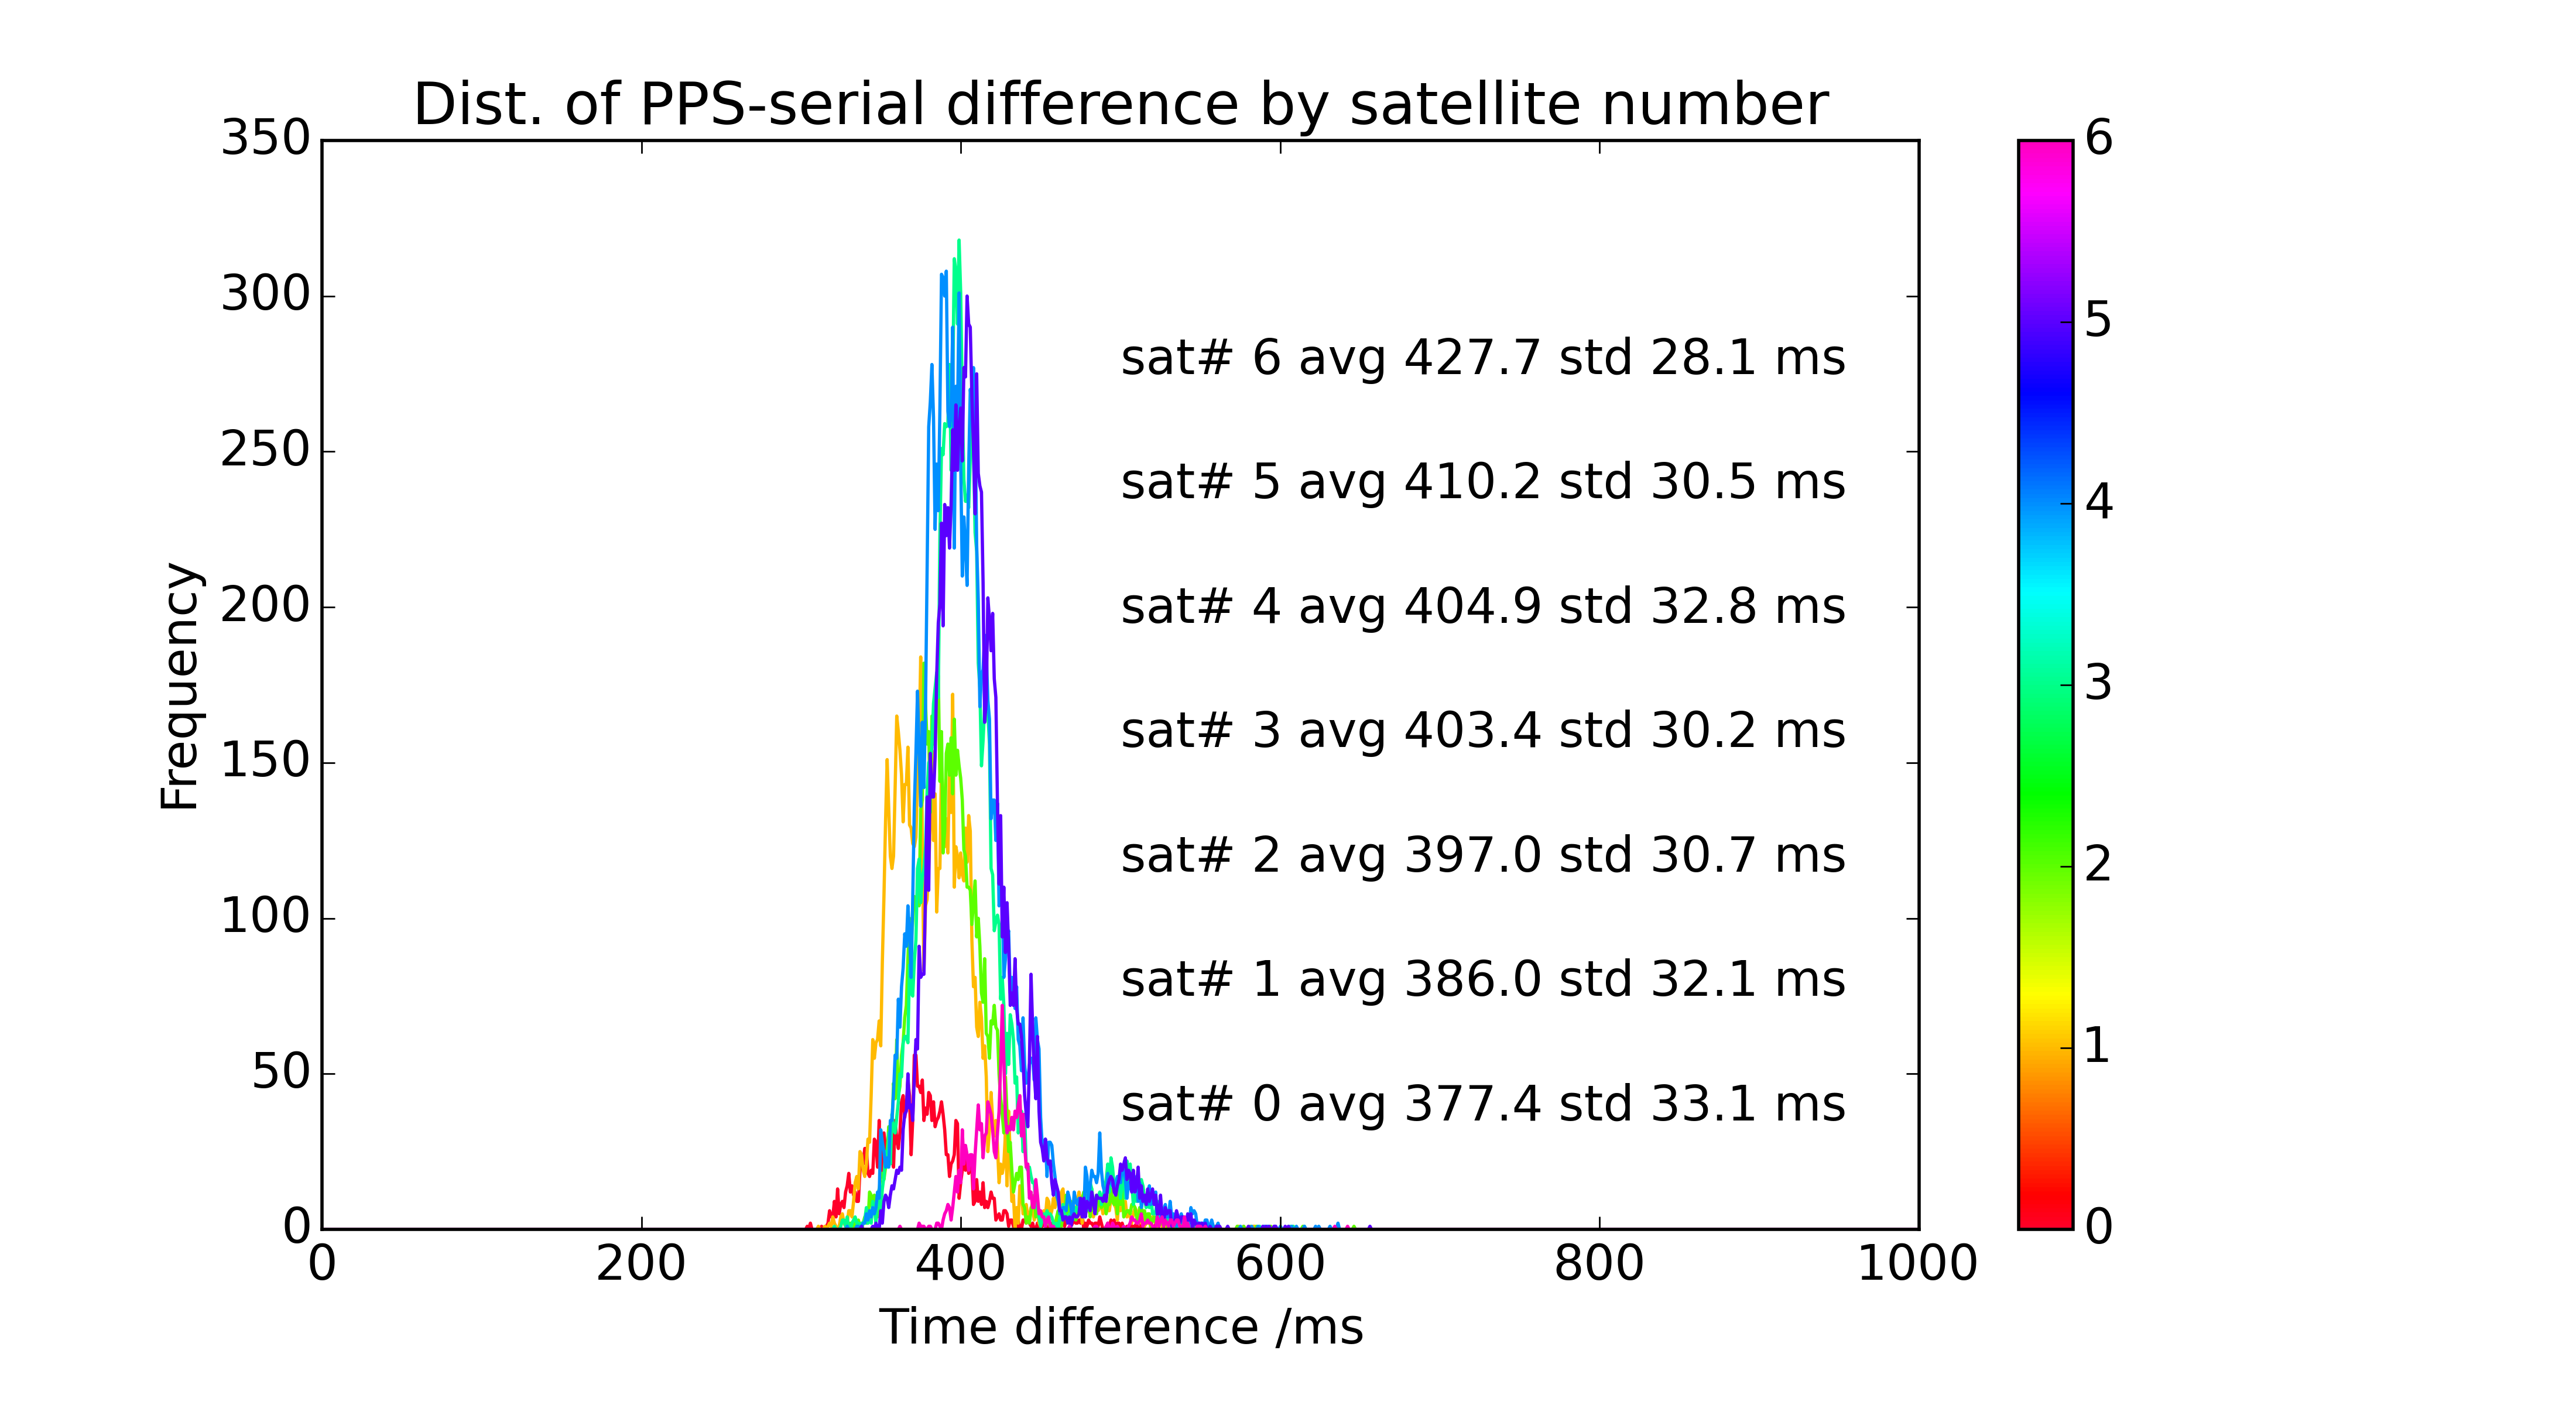 Dist. of PPS-serial difference by satellite number
350
300
250
200
150
100
50
0
Frequency
sat# 6 avg 427.7 std 28.1 ms
sat# 5 avg 410.2 std 30.5 ms
sat# 4 avg 404.9 std 32.8 ms
sat# 3 avg 403.4 std 30.2 ms
sat# 2 avg 397.0 std 30.7 ms
sat# 1 avg 386.0 std 32.1 ms
sat# 0 avg 377.4 std 33.1 ms
0 200 400 600 800 1000
Time difference /ms
6
5
4
3
2
1
0